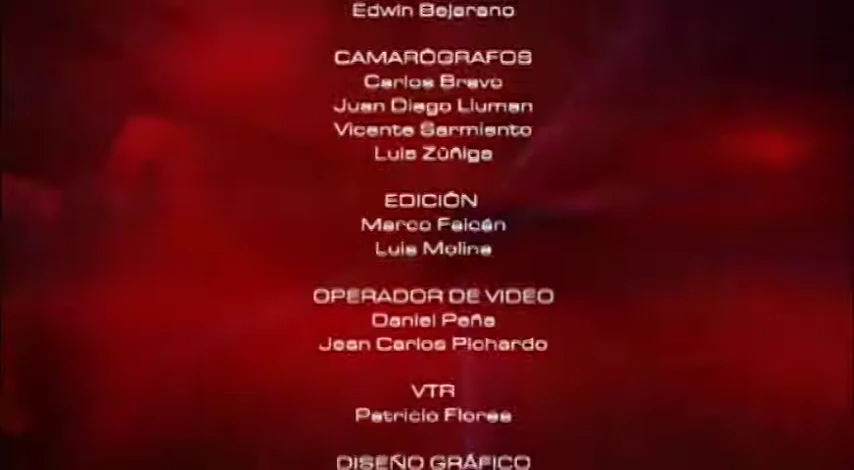 Edwin Bejarano
CAMARÓGRAFOS
Carlos Bravo
Juan Diego Lluman
Vicente Sarmiento
Luis Zúñiga
EDICIÓN
Marco Falcán
Luis Molina
OPERADOR DE VIDEO
Daniel Peña
Jean Carlos Pichardo
VTR
Patricio Flores
DISEÑO GRÁFICO